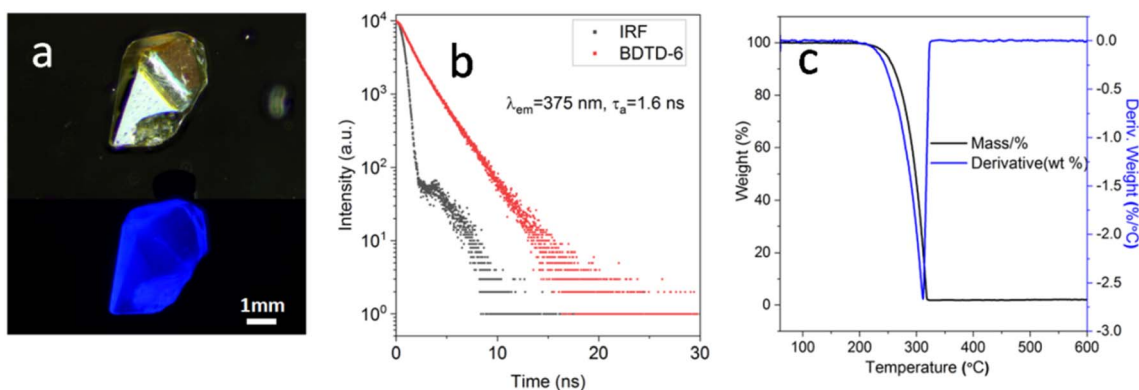 a
1mm
b
IRF
BDTD-6
λem=375 nm, τa=1.6 ns
10⁴
10³
10²
10¹
10⁰
Intensity (a.u.)
0
10
20
30
Time (ns)
c
Mass/%
Derivative(wt %)
100
80
60
40
20
0
Weight (%)
0.0
-0.5
-1.0
-1.5
-2.0
-2.5
-3.0
Deriv. Weight (%/°C)
100
200
300
400
500
600
Temperature (°C)